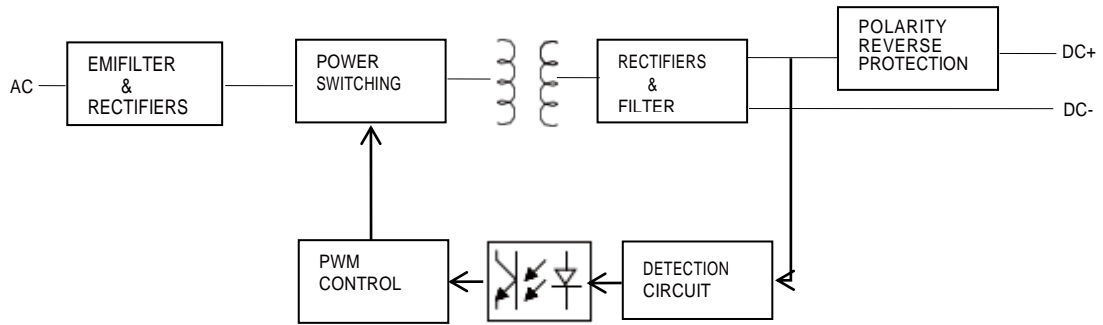 AC
EMIFILTER
&
RECTIFIERS
POWER
SWITCHING
RECTIFIERS
&
FILTER
POLARITY
REVERSE
PROTECTION
DC+
DC-
PWM
CONTROL
DETECTION
CIRCUIT